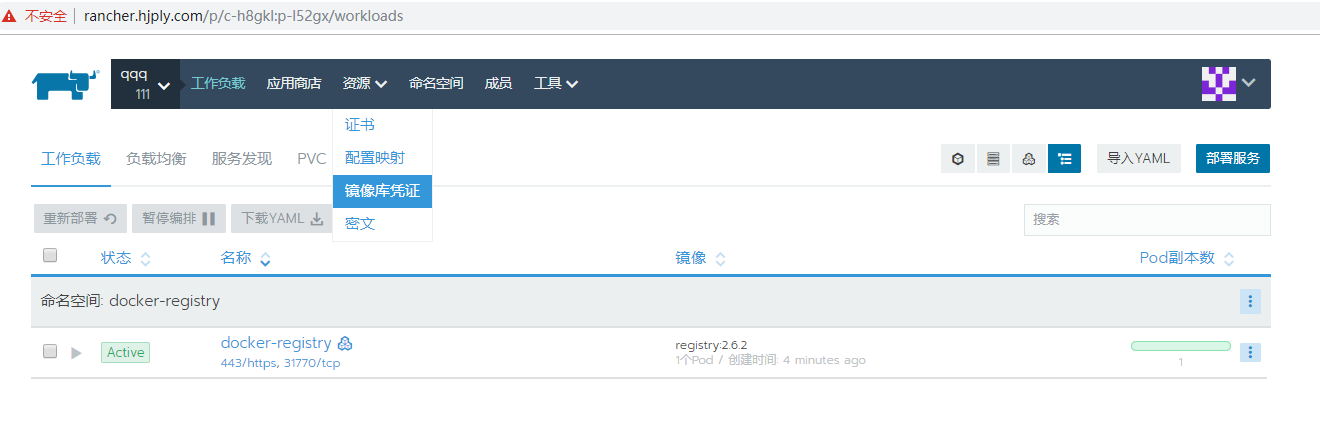 不安全 rancher.hjply.com/p/c-h8gkl:p-l52gx/workloads
qqq
111
工作负载 应用商店 资源 命名空间 成员 工具
证书
配置映射
镜像库凭证
密文
工作负载 负载均衡 服务发现 PVC
导入YAML 部署服务
重新部署 暂停编排 下载YAML
搜索
状态 名称 镜像 Pod副本数
命名空间: docker-registry
Active docker-registry registry:2.6.2
443/https, 31770/tcp 1个Pod / 创建时间: 4 minutes ago 1